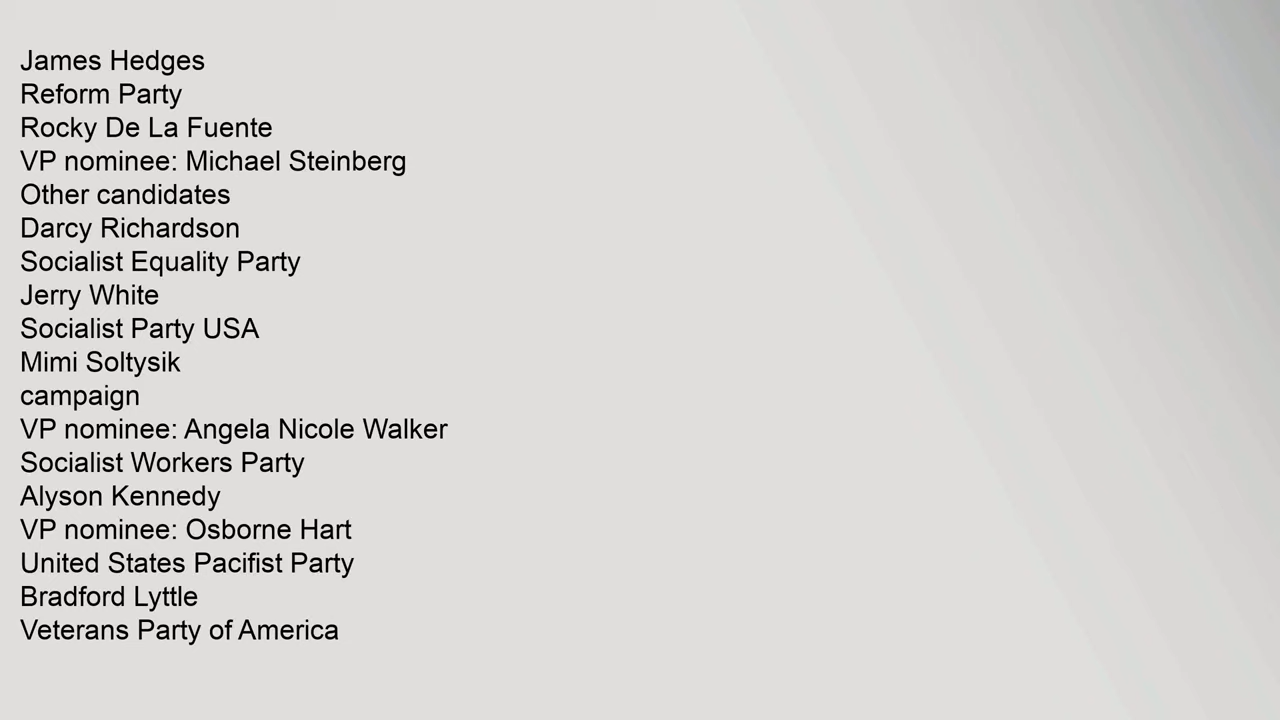 James Hedges
Reform Party
Rocky De La Fuente
VP nominee: Michael Steinberg
Other candidates
Darcy Richardson
Socialist Equality Party
Jerry White
Socialist Party USA
Mimi Soltysik
campaign
VP nominee: Angela Nicole Walker
Socialist Workers Party
Alyson Kennedy
VP nominee: Osborne Hart
United States Pacifist Party
Bradford Lyttle
Veterans Party of America